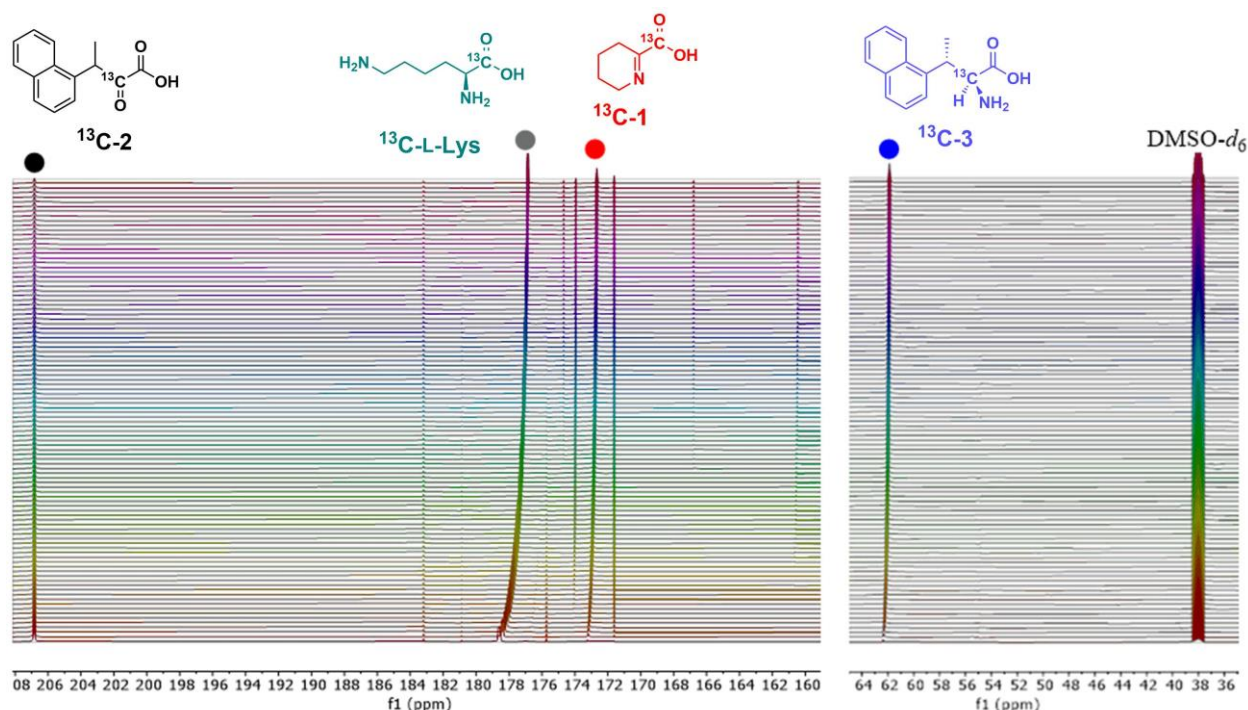 O
O
OH
13C
O
13C-2
H2N
O
13C
OH
NH2
13C-L-Lys
O
13C
OH
N
13C-1
O
13C
OH
H
NH2
13C-3
DMSO-d6
08 206 204 202 200 198 196 194 192 190 188 186 184 182 180 178 176 174 172 170 168 166 164 162 160
f1 (ppm)
64 62 60 58 56 54 52 50 48 46 44 42 40 38 36
f1 (ppm)